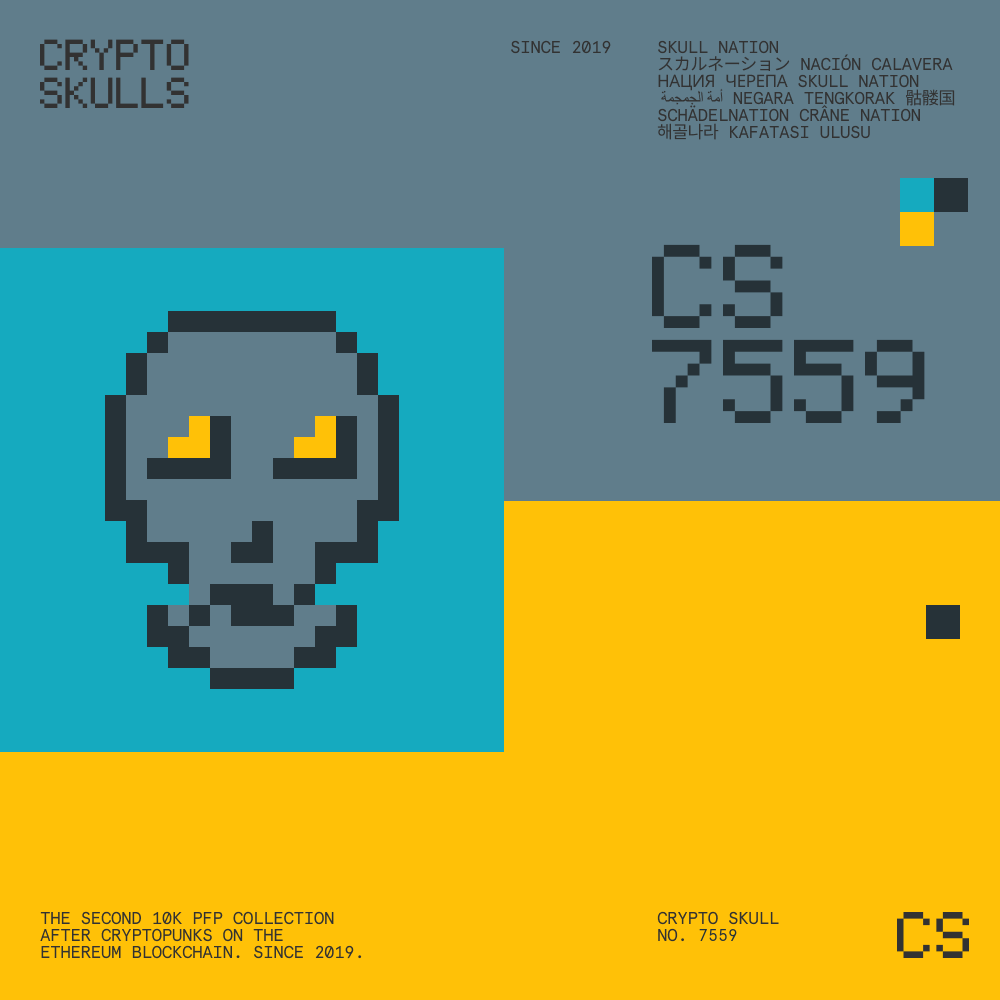 CRYPTO
SKULLS
SINCE 2019
SKULL NATION
スカルネーション NACIÓN CALAVERA
НАЦИЯ ЧЕРЕПА SKULL NATION
أمة الجمجمة NEGARA TENGKORAK 骷髅国
SCHÄDELNATION CRÂNE NATION
해골나라 KAFATASI ULUSU
CS
7559
THE SECOND 10K PFP COLLECTION
AFTER CRYPTOPUNKS ON THE
ETHEREUM BLOCKCHAIN. SINCE 2019.
CRYPTO SKULL
NO. 7559
CS